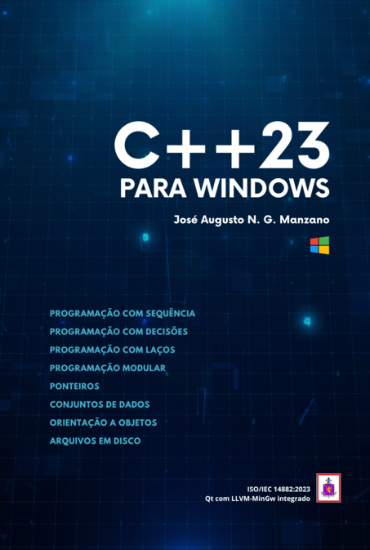 C++23
PARA WINDOWS
José Augusto N. G. Manzano
PROGRAMAÇÃO COM SEQUÊNCIA
PROGRAMAÇÃO COM DECISÕES
PROGRAMAÇÃO COM LAÇOS
PROGRAMAÇÃO MODULAR
PONTEIROS
CONJUNTOS DE DADOS
ORIENTAÇÃO A OBJETOS
ARQUIVOS EM DISCO
ISO/IEC 14882:2023
Qt com LLVM-MinGw integrado